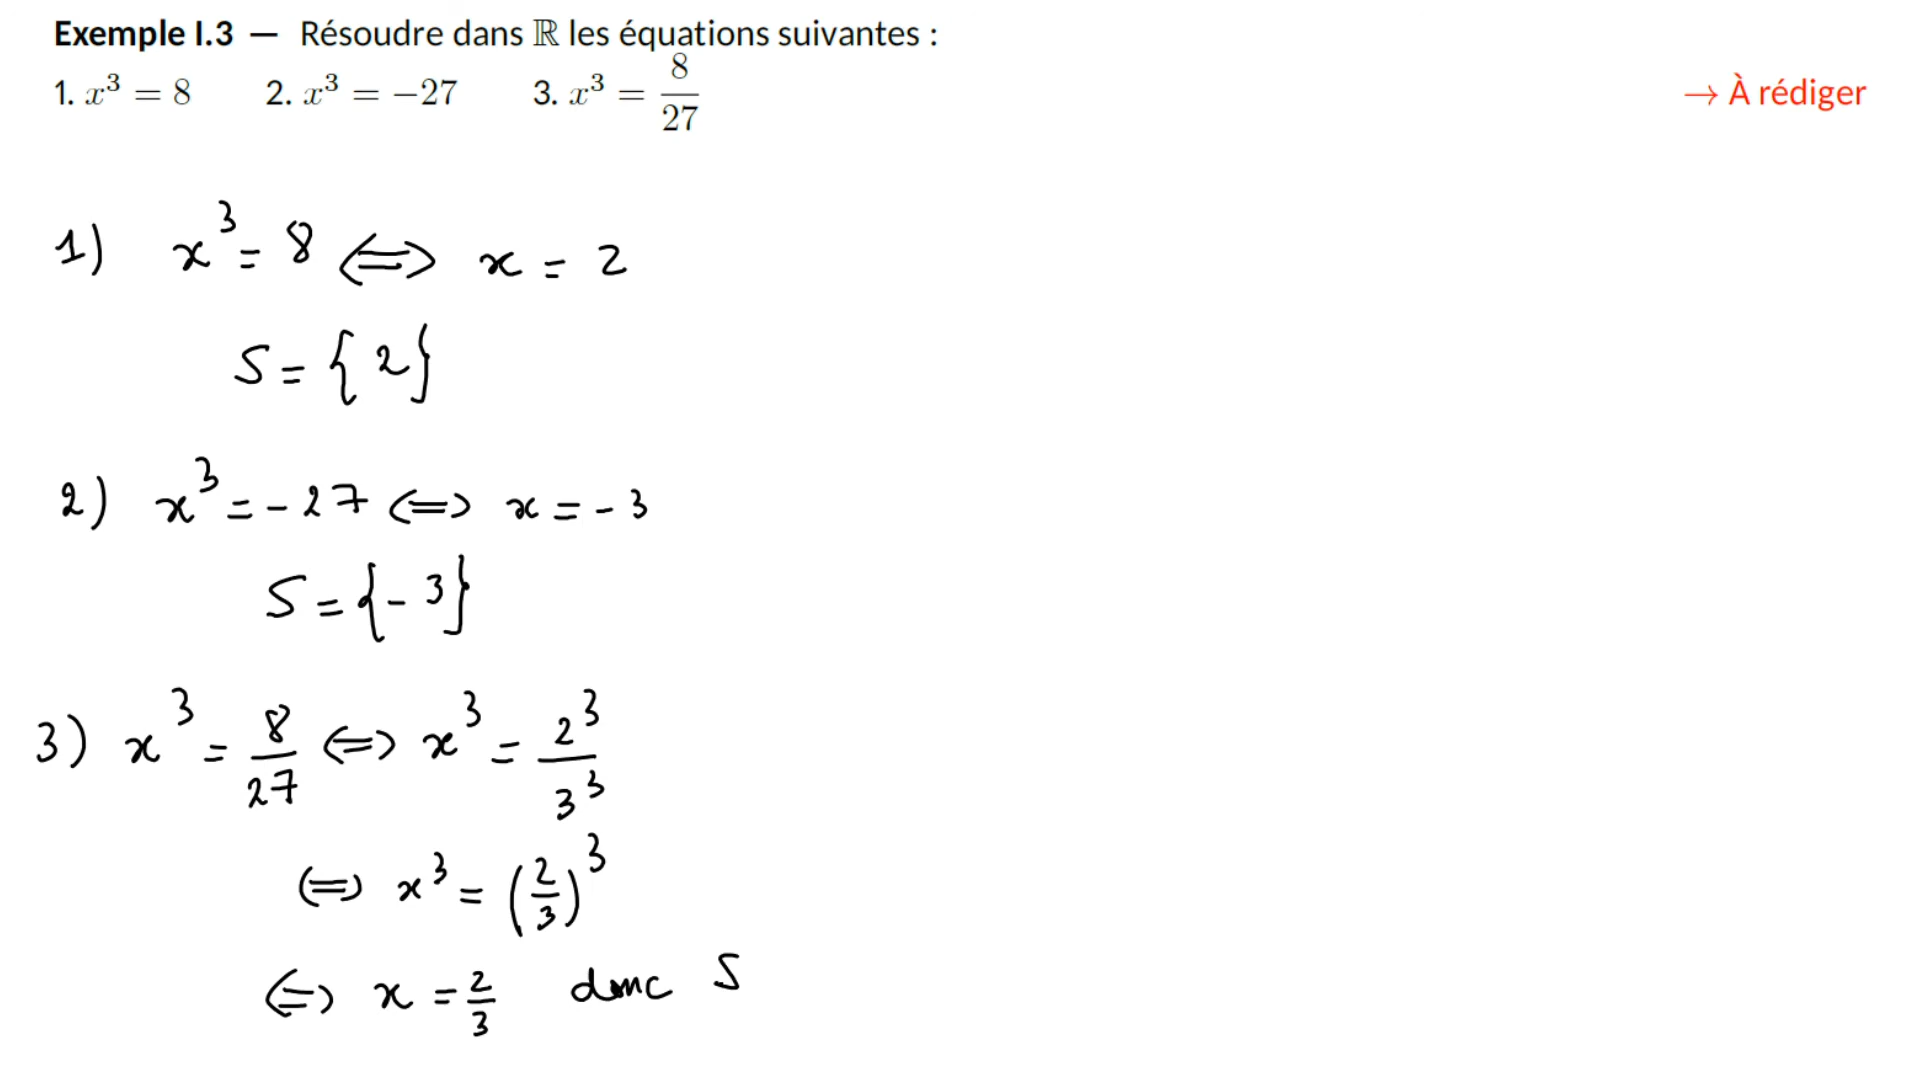 Exemple I.3 — Résoudre dans ℝ les équations suivantes :
1. x³ = 8 2. x³ = −27 3. x³ = 8/27 → À rédiger
1) x³ = 8 ⟺ x = 2
S = {2}
2) x³ = -27 ⟺ x = -3
S = {-3}
3) x³ = 8/27 ⟺ x³ = 2³/3³
⟺ x³ = (2/3)³
⟺ x = 2/3 donc S